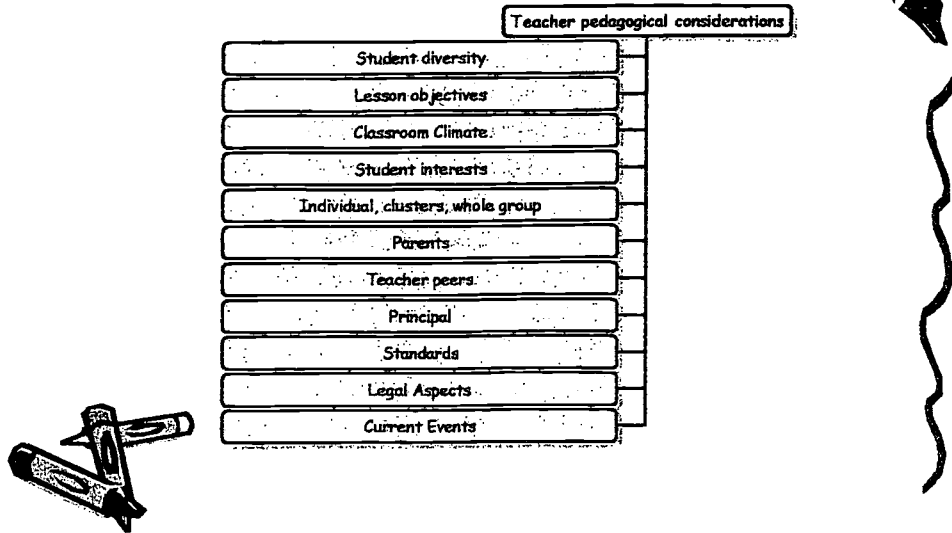 Teacher pedagogical considerations
Student diversity
Lesson objectives
Classroom Climate
Student interests
Individual, clusters, whole group
Parents
Teacher peers
Principal
Standards
Legal Aspects
Current Events